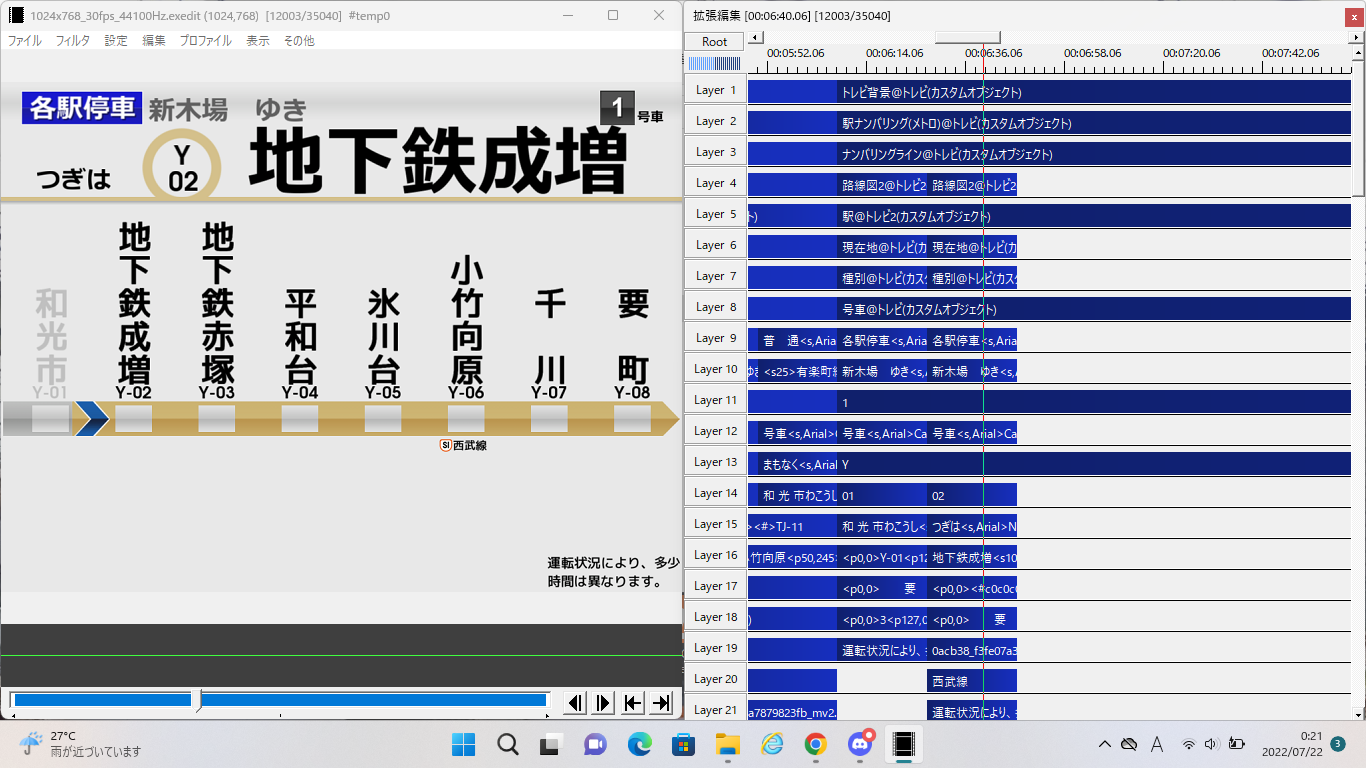 1024x768_30fps_44100Hz.exedit (1024,768) [12003/35040] #temp0
ファイル フィルタ 設定 編集 プロファイル 表示 その他
各駅停車 新木場 ゆき
1 号車
つぎは
Y
02
地下鉄成増
和光市
地下鉄成増
地下鉄赤塚
平和台
氷川台
小竹向原
千川
要町
Y-01 Y-02 Y-03 Y-04 Y-05 Y-06 Y-07 Y-08
SI 西武線
運転状況により、多少
時間は異なります。
拡張編集 [00:06:40.06] [12003/35040]
x
Root
00:05:52.06 00:06:14.06 00:06:36.06 00:06:58.06 00:07:20.06 00:07:42.06
Layer 1 トレビ背景@トレビ(カスタムオブジェクト)
Layer 2 駅ナンバリング(メトロ)@トレビ(カスタムオブジェクト)
Layer 3 ナンバリングライン@トレビ(カスタムオブジェクト)
Layer 4 路線図2@トレビ2 路線図2@トレビ2
Layer 5 ト) 駅@トレビ2(カスタムオブジェクト)
Layer 6 現在地@トレビ(カ 現在地@トレビ(カ
Layer 7 種別@トレビ(カス 種別@トレビ(カス
Layer 8 号車@トレビ(カスタムオブジェクト)
Layer 9 普 通<s,Aria 各駅停車<s,Aria 各駅停車<s,Aria
Layer 10 ゆき <s25>有楽町線 新木場 ゆき<s,A 新木場 ゆき<s,A
Layer 11 1
Layer 12 号車<s,Arial> 号車<s,Arial>Ca 号車<s,Arial>Ca
Layer 13 まもなく<s,Arial Y
Layer 14 和 光 市わこうし 01 02
Layer 15 ><#>TJ-11 和 光 市わこうし< つぎは<s,Arial>N
Layer 16 竹向原<p50,245> <p0,0>Y-01<p12 地下鉄成増<s10
Layer 17 <p0,0> 要 <p0,0><#c0c0c0
Layer 18 ) <p0,0>3<p127,0 <p0,0> 要
Layer 19 運転状況により、 0acb38_f3fe07a3
Layer 20 西武線
Layer 21 a7879823fb_mv2. 運転状況により、
27°C
雨が近づいています
A
0:21
2022/07/22
3